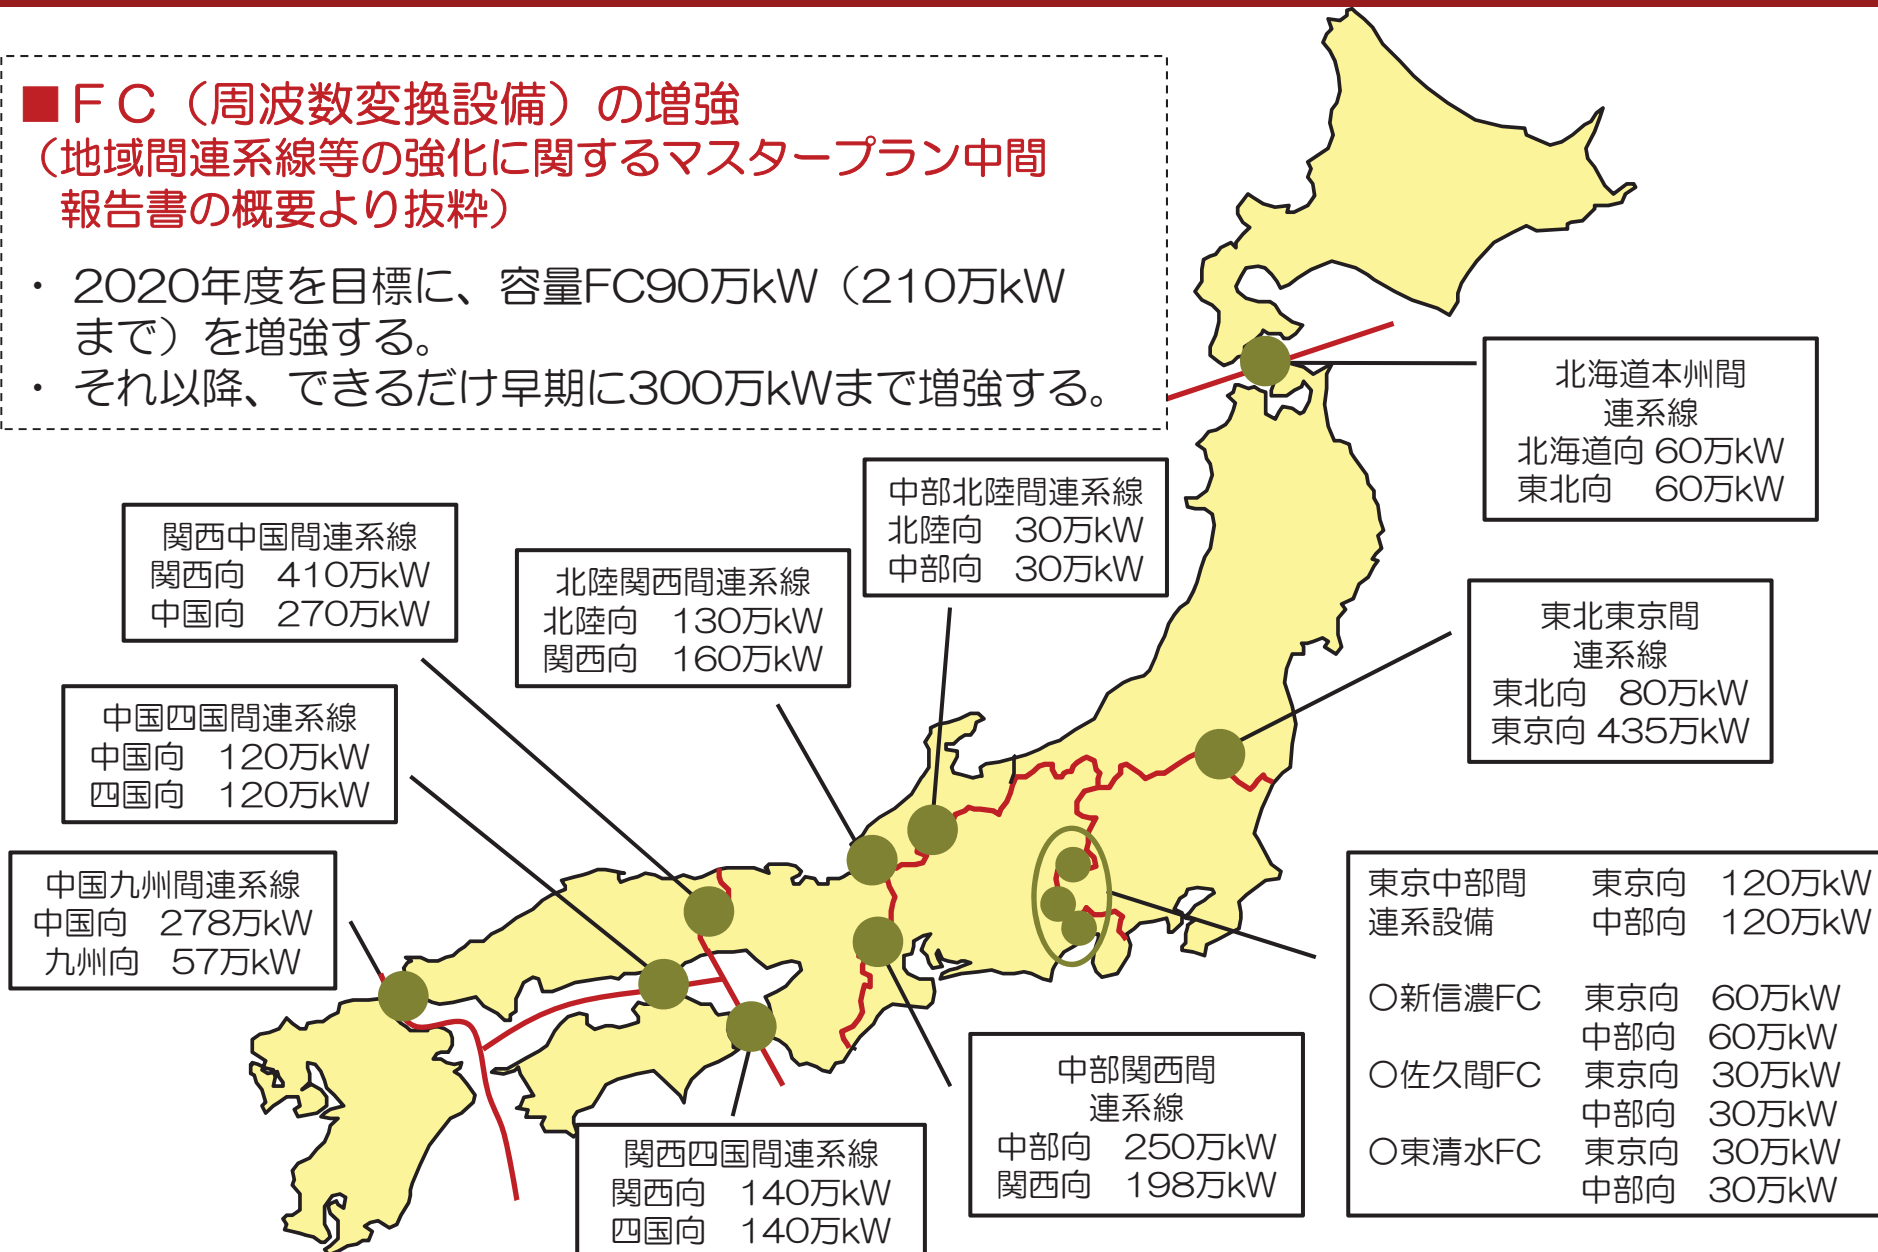 ■ＦＣ（周波数変換設備）の増強
（地域間連系線等の強化に関するマスタープラン中間
報告書の概要より抜粋）
・ 2020年度を目標に、容量FC90万kW（210万kW
まで）を増強する。
・ それ以降、できるだけ早期に300万kWまで増強する。
北海道本州間
連系線
北海道向 60万kW
東北向 60万kW
中部北陸間連系線
北陸向 30万kW
中部向 30万kW
関西中国間連系線
関西向 410万kW
中国向 270万kW
北陸関西間連系線
北陸向 130万kW
関西向 160万kW
東北東京間
連系線
東北向 80万kW
東京向 435万kW
中国四国間連系線
中国向 120万kW
四国向 120万kW
中国九州間連系線
中国向 278万kW
九州向 57万kW
東京中部間 東京向 120万kW
連系設備 中部向 120万kW
○新信濃FC 東京向 60万kW
中部向 60万kW
○佐久間FC 東京向 30万kW
中部向 30万kW
○東清水FC 東京向 30万kW
中部向 30万kW
中部関西間
連系線
中部向 250万kW
関西向 198万kW
関西四国間連系線
関西向 140万kW
四国向 140万kW